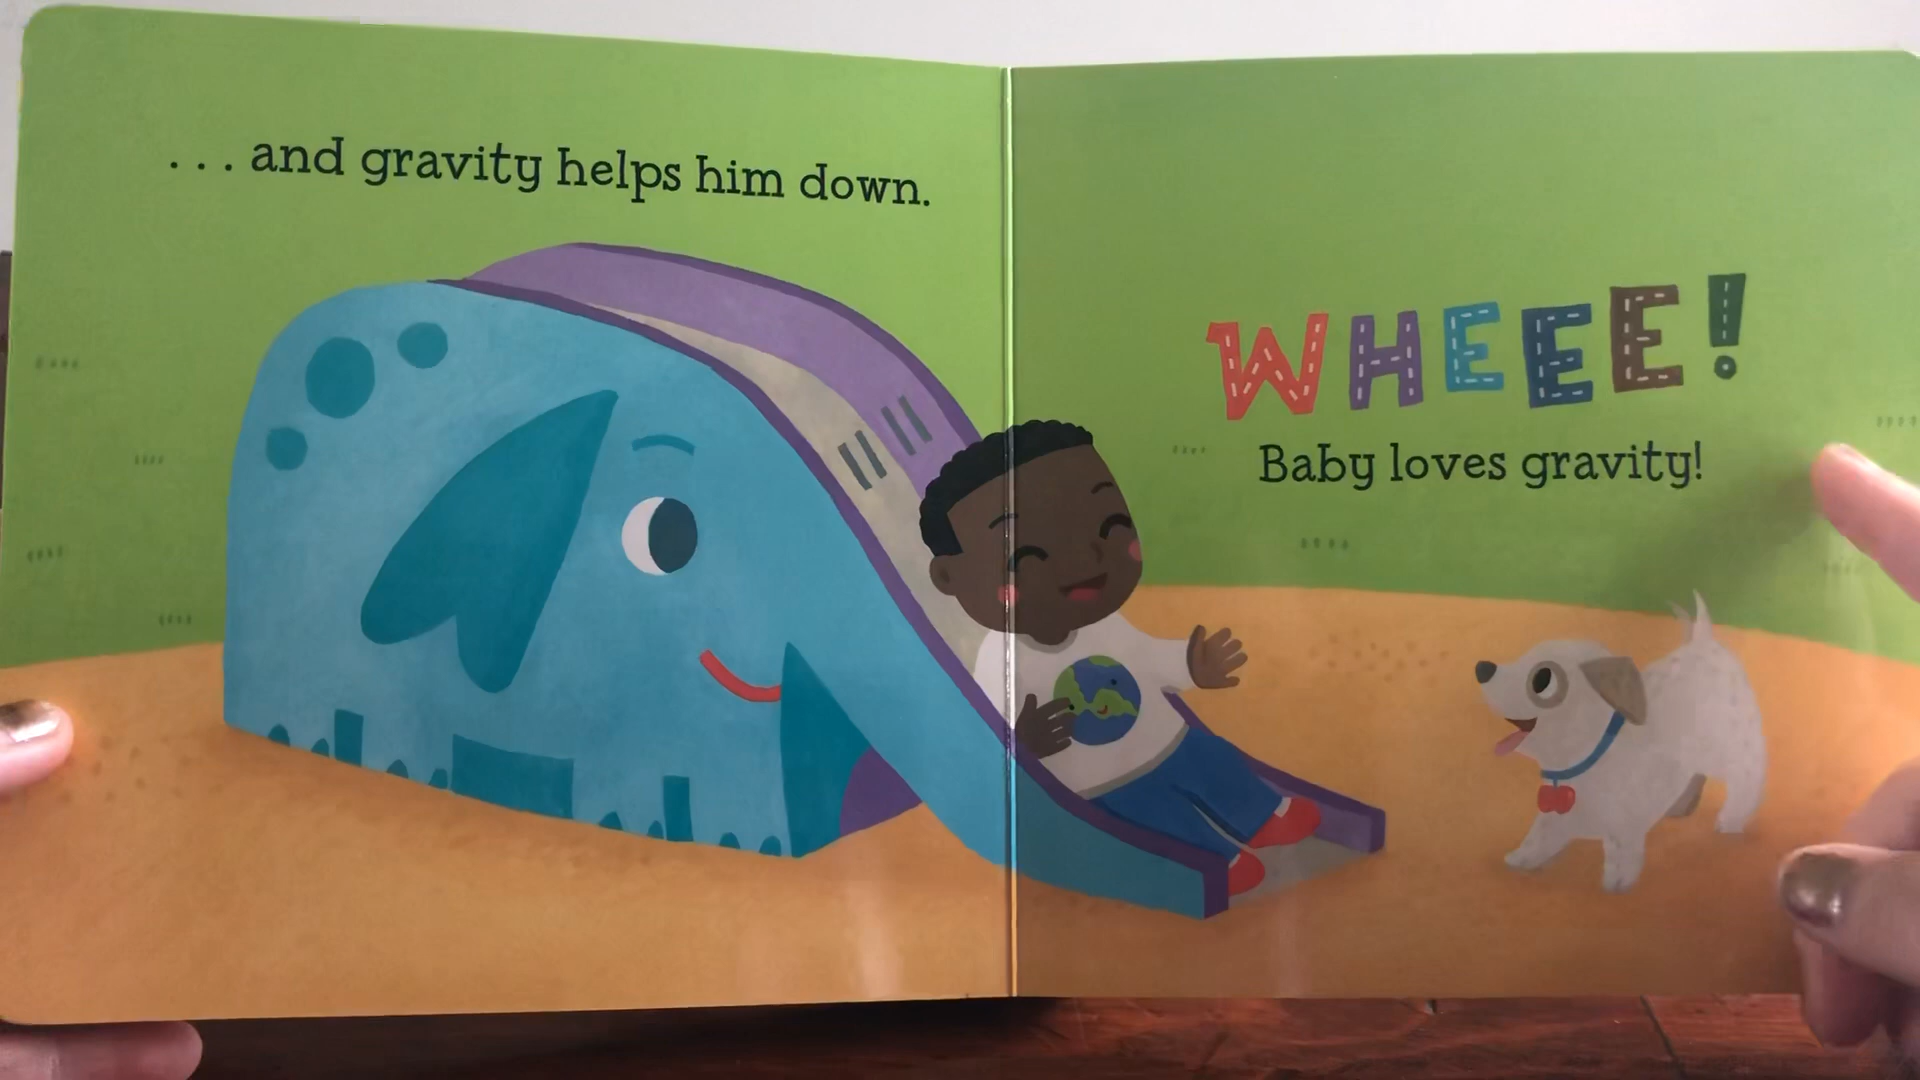 . . . and gravity helps him down.
WHEEE!
Baby loves gravity!